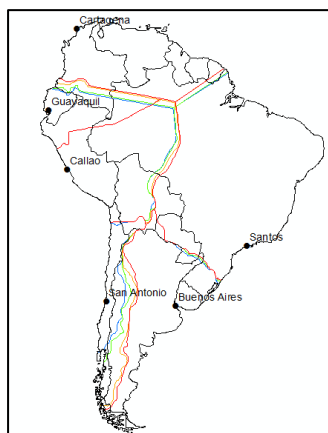 Cartagena
Guayaquil
Callao
Santos
San Antonio
Buenos Aires